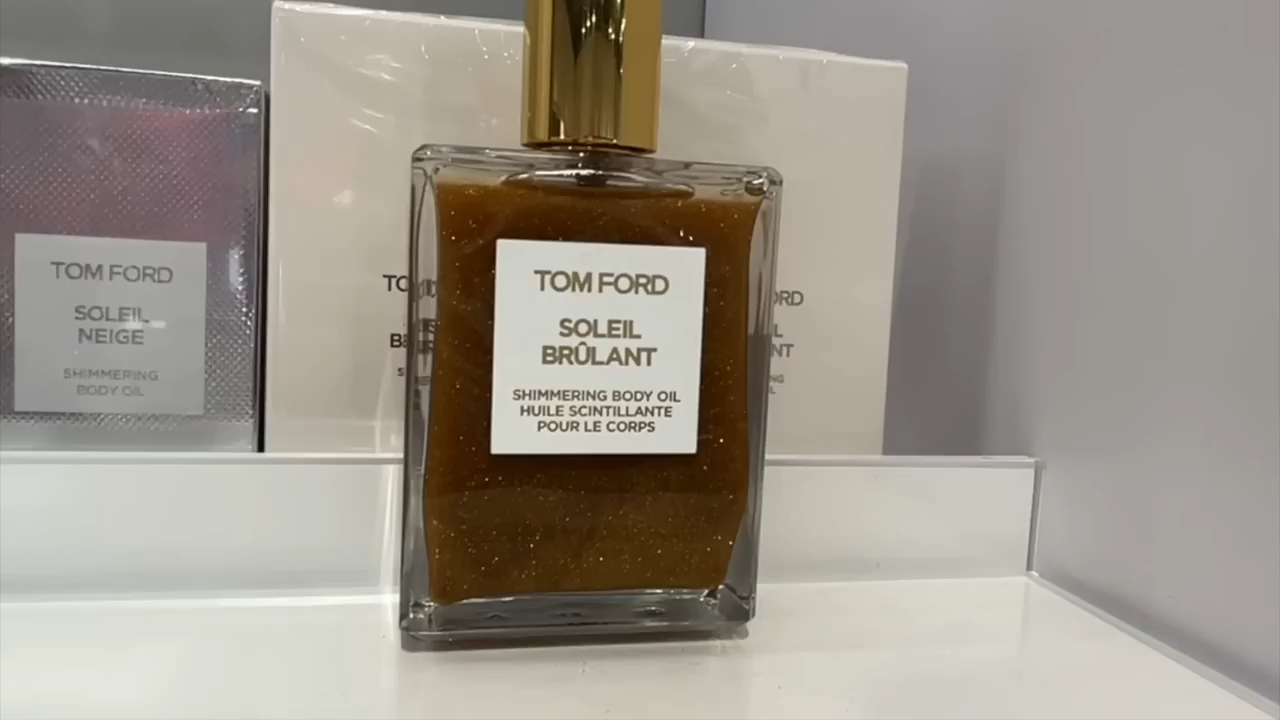 TOM FORD
SOLEIL
NEIGE
SHIMMERING
BODY OIL
TOM FORD
SOLEIL
BRÛLANT
SHIMMERING BODY OIL
HUILE SCINTILLANTE
POUR LE CORPS